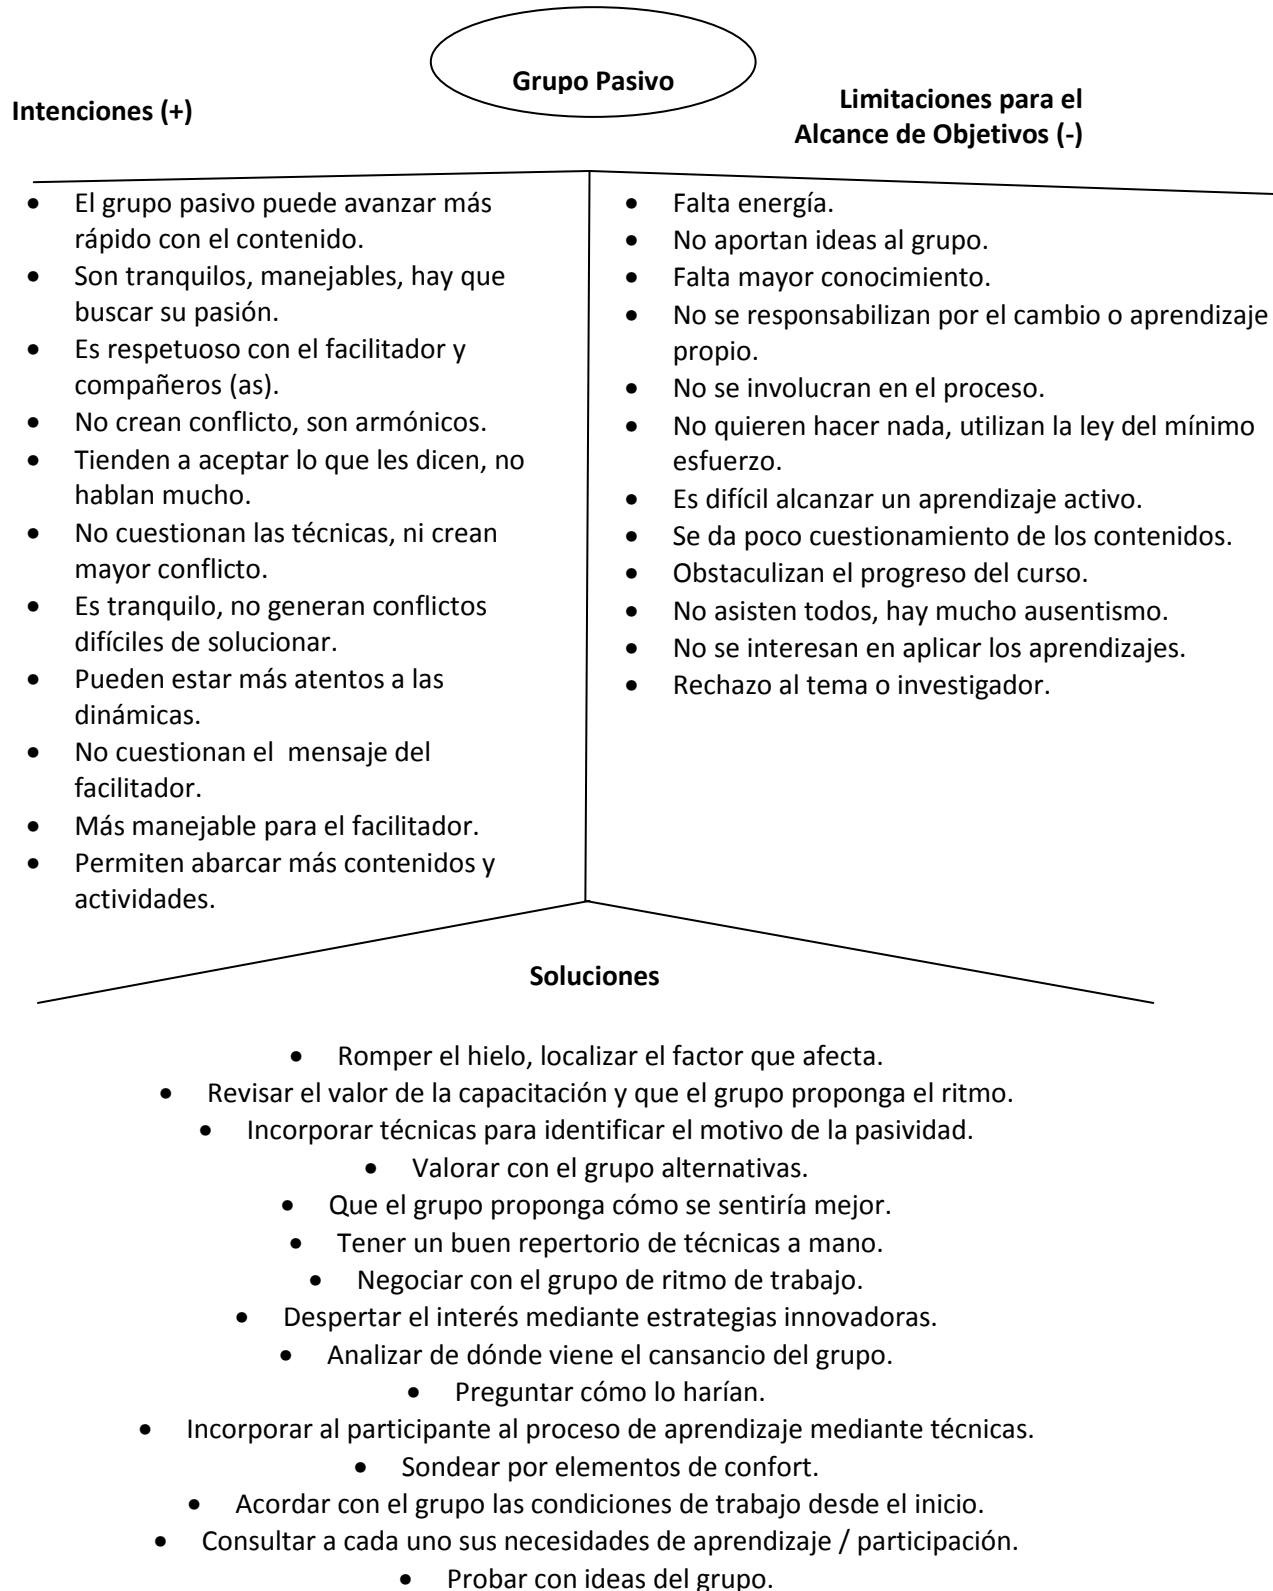 Grupo Pasivo
Intenciones (+)
Limitaciones para el
Alcance de Objetivos (-)
• El grupo pasivo puede avanzar más
rápido con el contenido.
• Son tranquilos, manejables, hay que
buscar su pasión.
• Es respetuoso con el facilitador y
compañeros (as).
• No crean conflicto, son armónicos.
• Tienden a aceptar lo que les dicen, no
hablan mucho.
• No cuestionan las técnicas, ni crean
mayor conflicto.
• Es tranquilo, no generan conflictos
difíciles de solucionar.
• Pueden estar más atentos a las
dinámicas.
• No cuestionan el  mensaje del
facilitador.
• Más manejable para el facilitador.
• Permiten abarcar más contenidos y
actividades.
• Falta energía.
• No aportan ideas al grupo.
• Falta mayor conocimiento.
• No se responsabilizan por el cambio o aprendizaje
propio.
• No se involucran en el proceso.
• No quieren hacer nada, utilizan la ley del mínimo
esfuerzo.
• Es difícil alcanzar un aprendizaje activo.
• Se da poco cuestionamiento de los contenidos.
• Obstaculizan el progreso del curso.
• No asisten todos, hay mucho ausentismo.
• No se interesan en aplicar los aprendizajes.
• Rechazo al tema o investigador.
Soluciones
• Romper el hielo, localizar el factor que afecta.
• Revisar el valor de la capacitación y que el grupo proponga el ritmo.
• Incorporar técnicas para identificar el motivo de la pasividad.
• Valorar con el grupo alternativas.
• Que el grupo proponga cómo se sentiría mejor.
• Tener un buen repertorio de técnicas a mano.
• Negociar con el grupo de ritmo de trabajo.
• Despertar el interés mediante estrategias innovadoras.
• Analizar de dónde viene el cansancio del grupo.
• Preguntar cómo lo harían.
• Incorporar al participante al proceso de aprendizaje mediante técnicas.
• Sondear por elementos de confort.
• Acordar con el grupo las condiciones de trabajo desde el inicio.
• Consultar a cada uno sus necesidades de aprendizaje / participación.
• Probar con ideas del grupo.